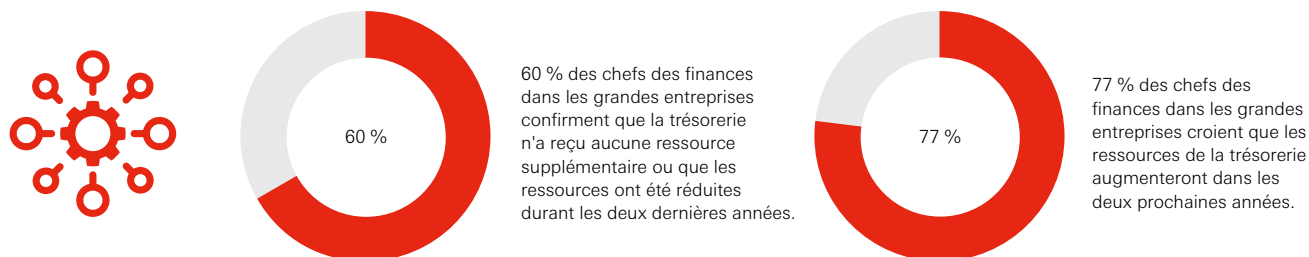 60 %
60 % des chefs des finances
dans les grandes entreprises
confirment que la trésorerie
n'a reçu aucune ressource
supplémentaire ou que les
ressources ont été réduites
durant les deux dernières années.
77 %
77 % des chefs des
finances dans les grandes
entreprises croient que les
ressources de la trésorerie
augmenteront dans les
deux prochaines années.